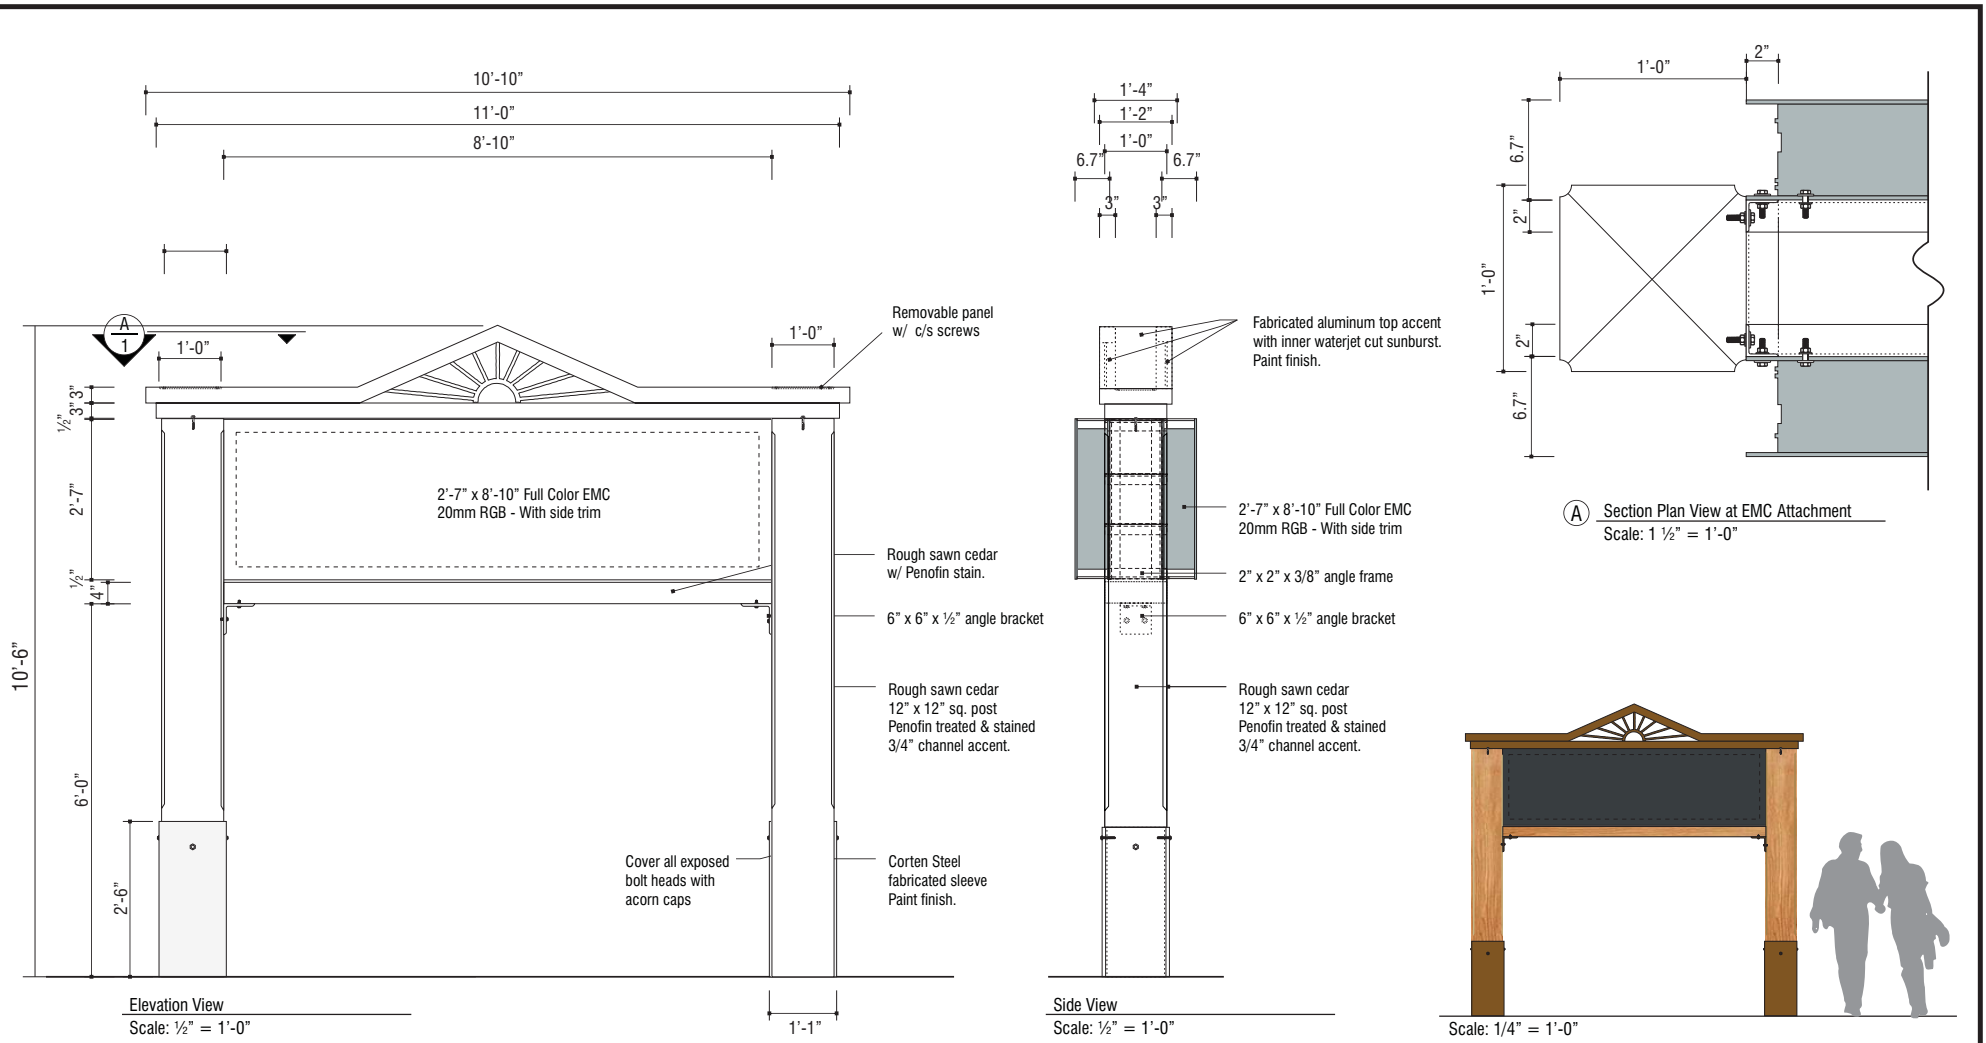 10’-10”
11’-0”
8’-10”
A
1
1’-0”
1’-0”
Removable panel
w/ c/s screws
3”
3”
½”
2’-7”
½”
4”
10’-6”
6’-0”
2’-6”
2’-7” x 8’-10” Full Color EMC
20mm RGB - With side trim
Rough sawn cedar
w/ Penofin stain.
6” x 6” x ½” angle bracket
Rough sawn cedar
12” x 12” sq. post
Penofin treated & stained
3/4” channel accent.
Cover all exposed
bolt heads with
acorn caps
Corten Steel
fabricated sleeve
Paint finish.
1’-1”
Elevation View
Scale: ½” = 1’-0”
1’-4”
1’-2”
1’-0”
6.7”
6.7”
3”
3”
Fabricated aluminum top accent
with inner waterjet cut sunburst.
Paint finish.
2’-7” x 8’-10” Full Color EMC
20mm RGB - With side trim
2” x 2” x 3/8” angle frame
6” x 6” x ½” angle bracket
Rough sawn cedar
12” x 12” sq. post
Penofin treated & stained
3/4” channel accent.
Side View
Scale: ½” = 1’-0”
1’-0”
2”
6.7”
2”
1’-0”
2”
6.7”
A
Section Plan View at EMC Attachment
Scale: 1 ½” = 1’-0”
Scale: 1/4” = 1’-0”